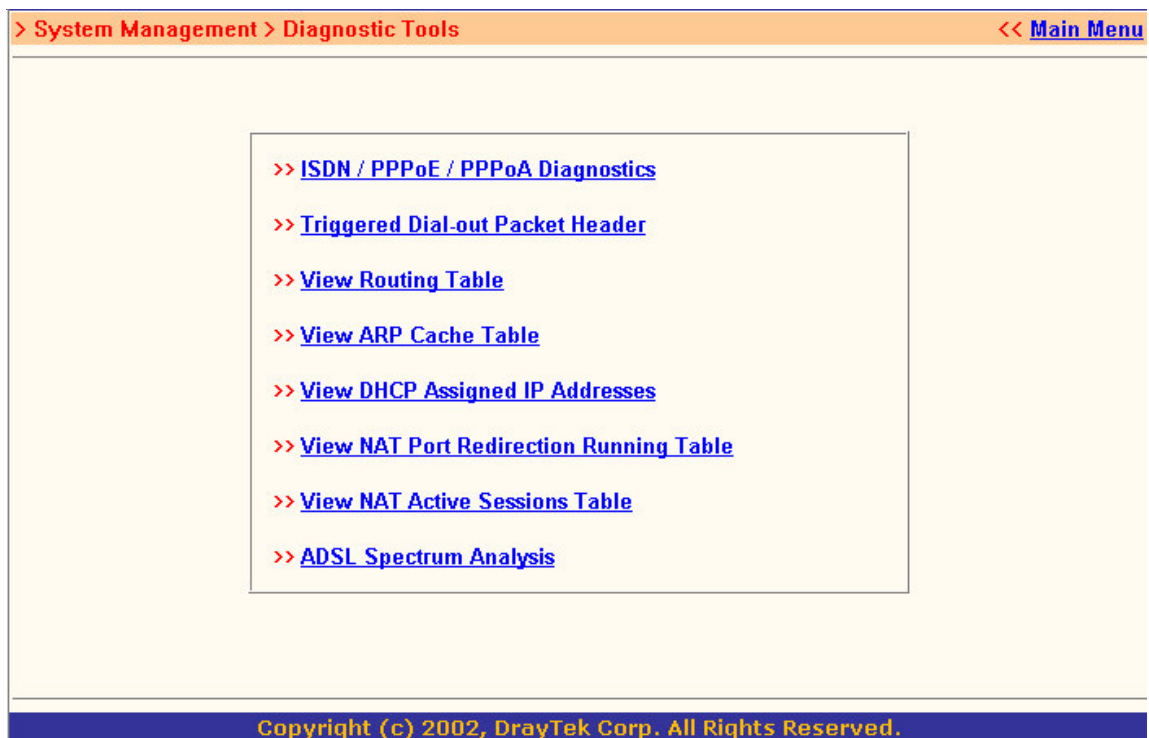 > System Management > Diagnostic Tools << Main Menu
>> ISDN / PPPoE / PPPoA Diagnostics
>> Triggered Dial-out Packet Header
>> View Routing Table
>> View ARP Cache Table
>> View DHCP Assigned IP Addresses
>> View NAT Port Redirection Running Table
>> View NAT Active Sessions Table
>> ADSL Spectrum Analysis
Copyright (c) 2002, DrayTek Corp. All Rights Reserved.